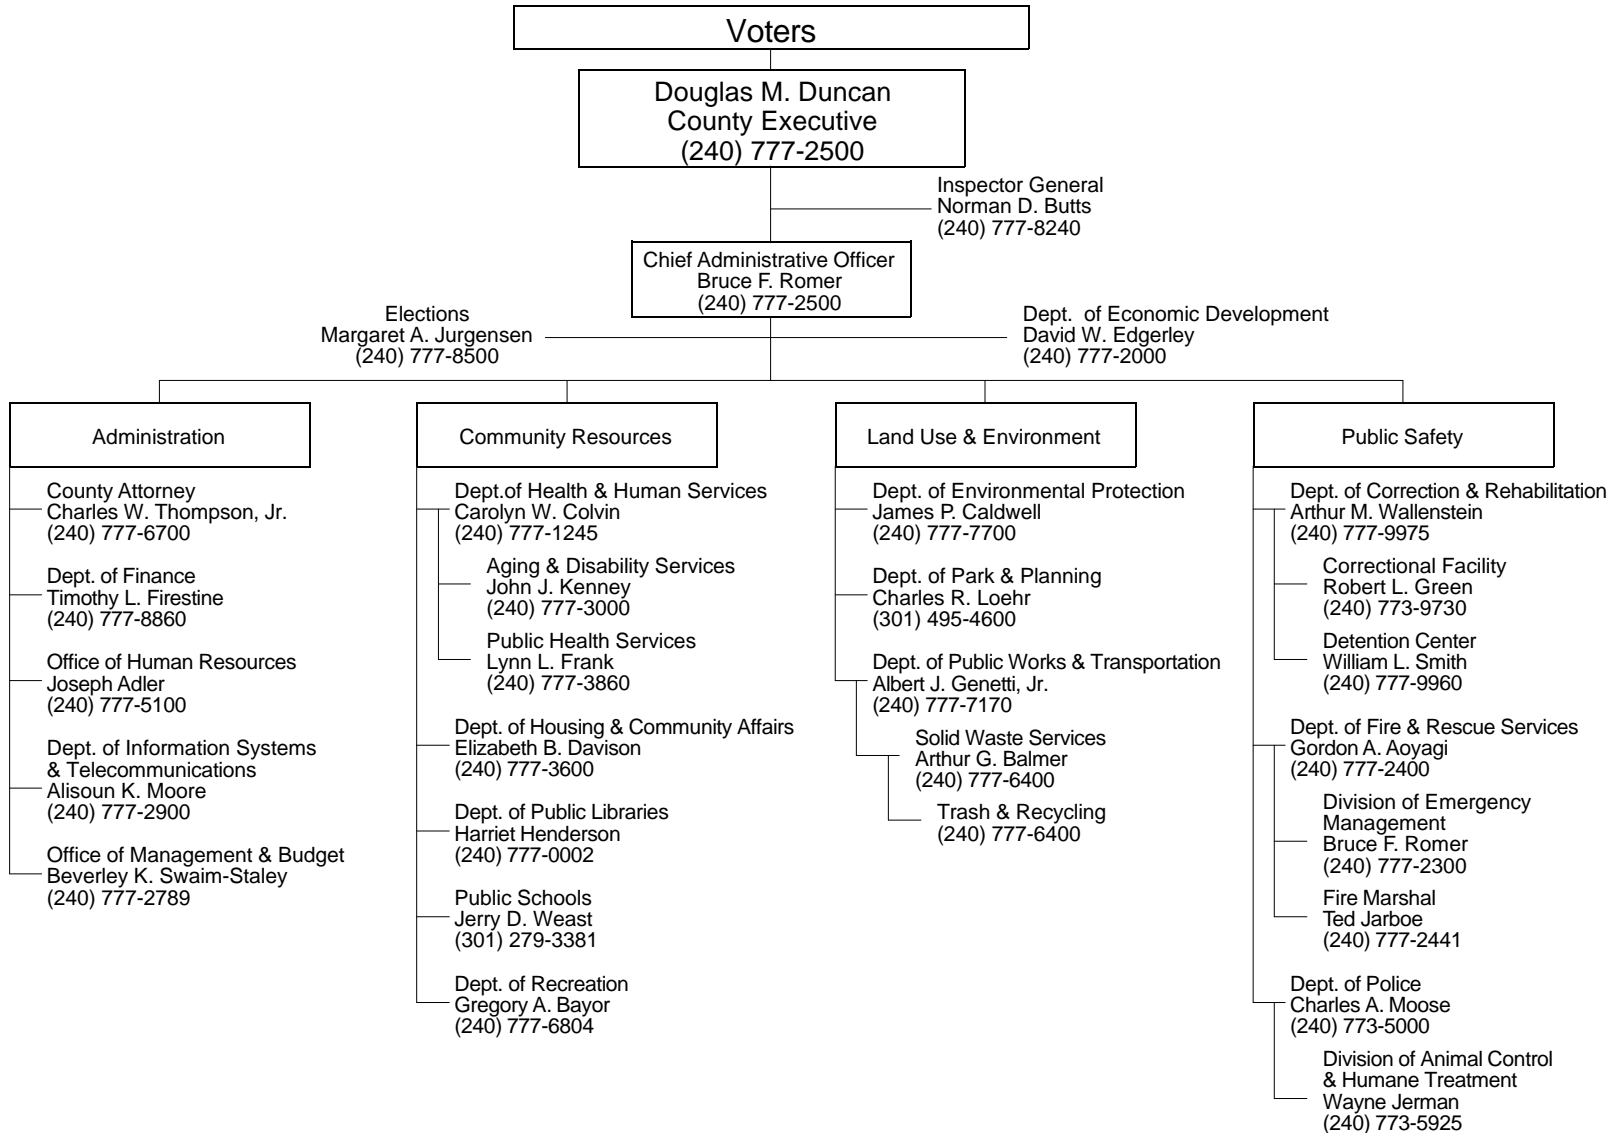 Voters
Douglas M. Duncan
County Executive
(240) 777-2500
Inspector General
Norman D. Butts
(240) 777-8240
Chief Administrative Officer
Bruce F. Romer
(240) 777-2500
Elections
Margaret A. Jurgensen
(240) 777-8500
Dept. of Economic Development
David W. Edgerley
(240) 777-2000
Administration
County Attorney
Charles W. Thompson, Jr.
(240) 777-6700
Dept. of Finance
Timothy L. Firestine
(240) 777-8860
Office of Human Resources
Joseph Adler
(240) 777-5100
Dept. of Information Systems
& Telecommunications
Alisoun K. Moore
(240) 777-2900
Office of Management & Budget
Beverley K. Swaim-Staley
(240) 777-2789
Community Resources
Dept.of Health & Human Services
Carolyn W. Colvin
(240) 777-1245
Aging & Disability Services
John J. Kenney
(240) 777-3000
Public Health Services
Lynn L. Frank
(240) 777-3860
Dept. of Housing & Community Affairs
Elizabeth B. Davison
(240) 777-3600
Dept. of Public Libraries
Harriet Henderson
(240) 777-0002
Public Schools
Jerry D. Weast
(301) 279-3381
Dept. of Recreation
Gregory A. Bayor
(240) 777-6804
Land Use & Environment
Dept. of Environmental Protection
James P. Caldwell
(240) 777-7700
Dept. of Park & Planning
Charles R. Loehr
(301) 495-4600
Dept. of Public Works & Transportation
Albert J. Genetti, Jr.
(240) 777-7170
Solid Waste Services
Arthur G. Balmer
(240) 777-6400
Trash & Recycling
(240) 777-6400
Public Safety
Dept. of Correction & Rehabilitation
Arthur M. Wallenstein
(240) 777-9975
Correctional Facility
Robert L. Green
(240) 773-9730
Detention Center
William L. Smith
(240) 777-9960
Dept. of Fire & Rescue Services
Gordon A. Aoyagi
(240) 777-2400
Division of Emergency
Management
Bruce F. Romer
(240) 777-2300
Fire Marshal
Ted Jarboe
(240) 777-2441
Dept. of Police
Charles A. Moose
(240) 773-5000
Division of Animal Control
& Humane Treatment
Wayne Jerman
(240) 773-5925